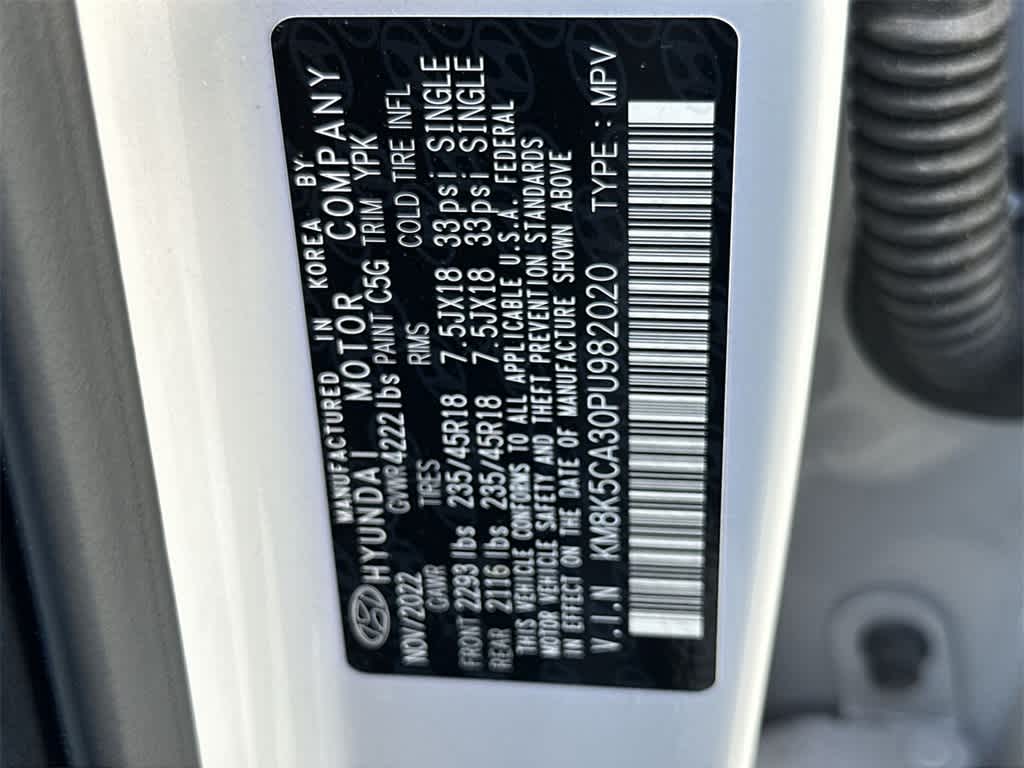 MANUFACTURED IN KOREA BY:
HYUNDAI MOTOR COMPANY
NOV/2022 GVWR 4222 lbs PAINT C5G TRIM YPK
GAWR TIRES RMS COLD TIRE INFL
FRONT 2293 lbs 235/45R18 7.5JX18 33psi SINGLE
REAR 2116 lbs 235/45R18 7.5JX18 33psi SINGLE
THIS VEHICLE CONFORMS TO ALL APPLICABLE U.S.A. FEDERAL
MOTOR VEHICLE SAFETY AND THEFT PREVENTION STANDARDS
IN EFFECT ON THE DATE OF MANUFACTURE SHOWN ABOVE
V.I.N KM8K5CA30PU982020 TYPE : MPV